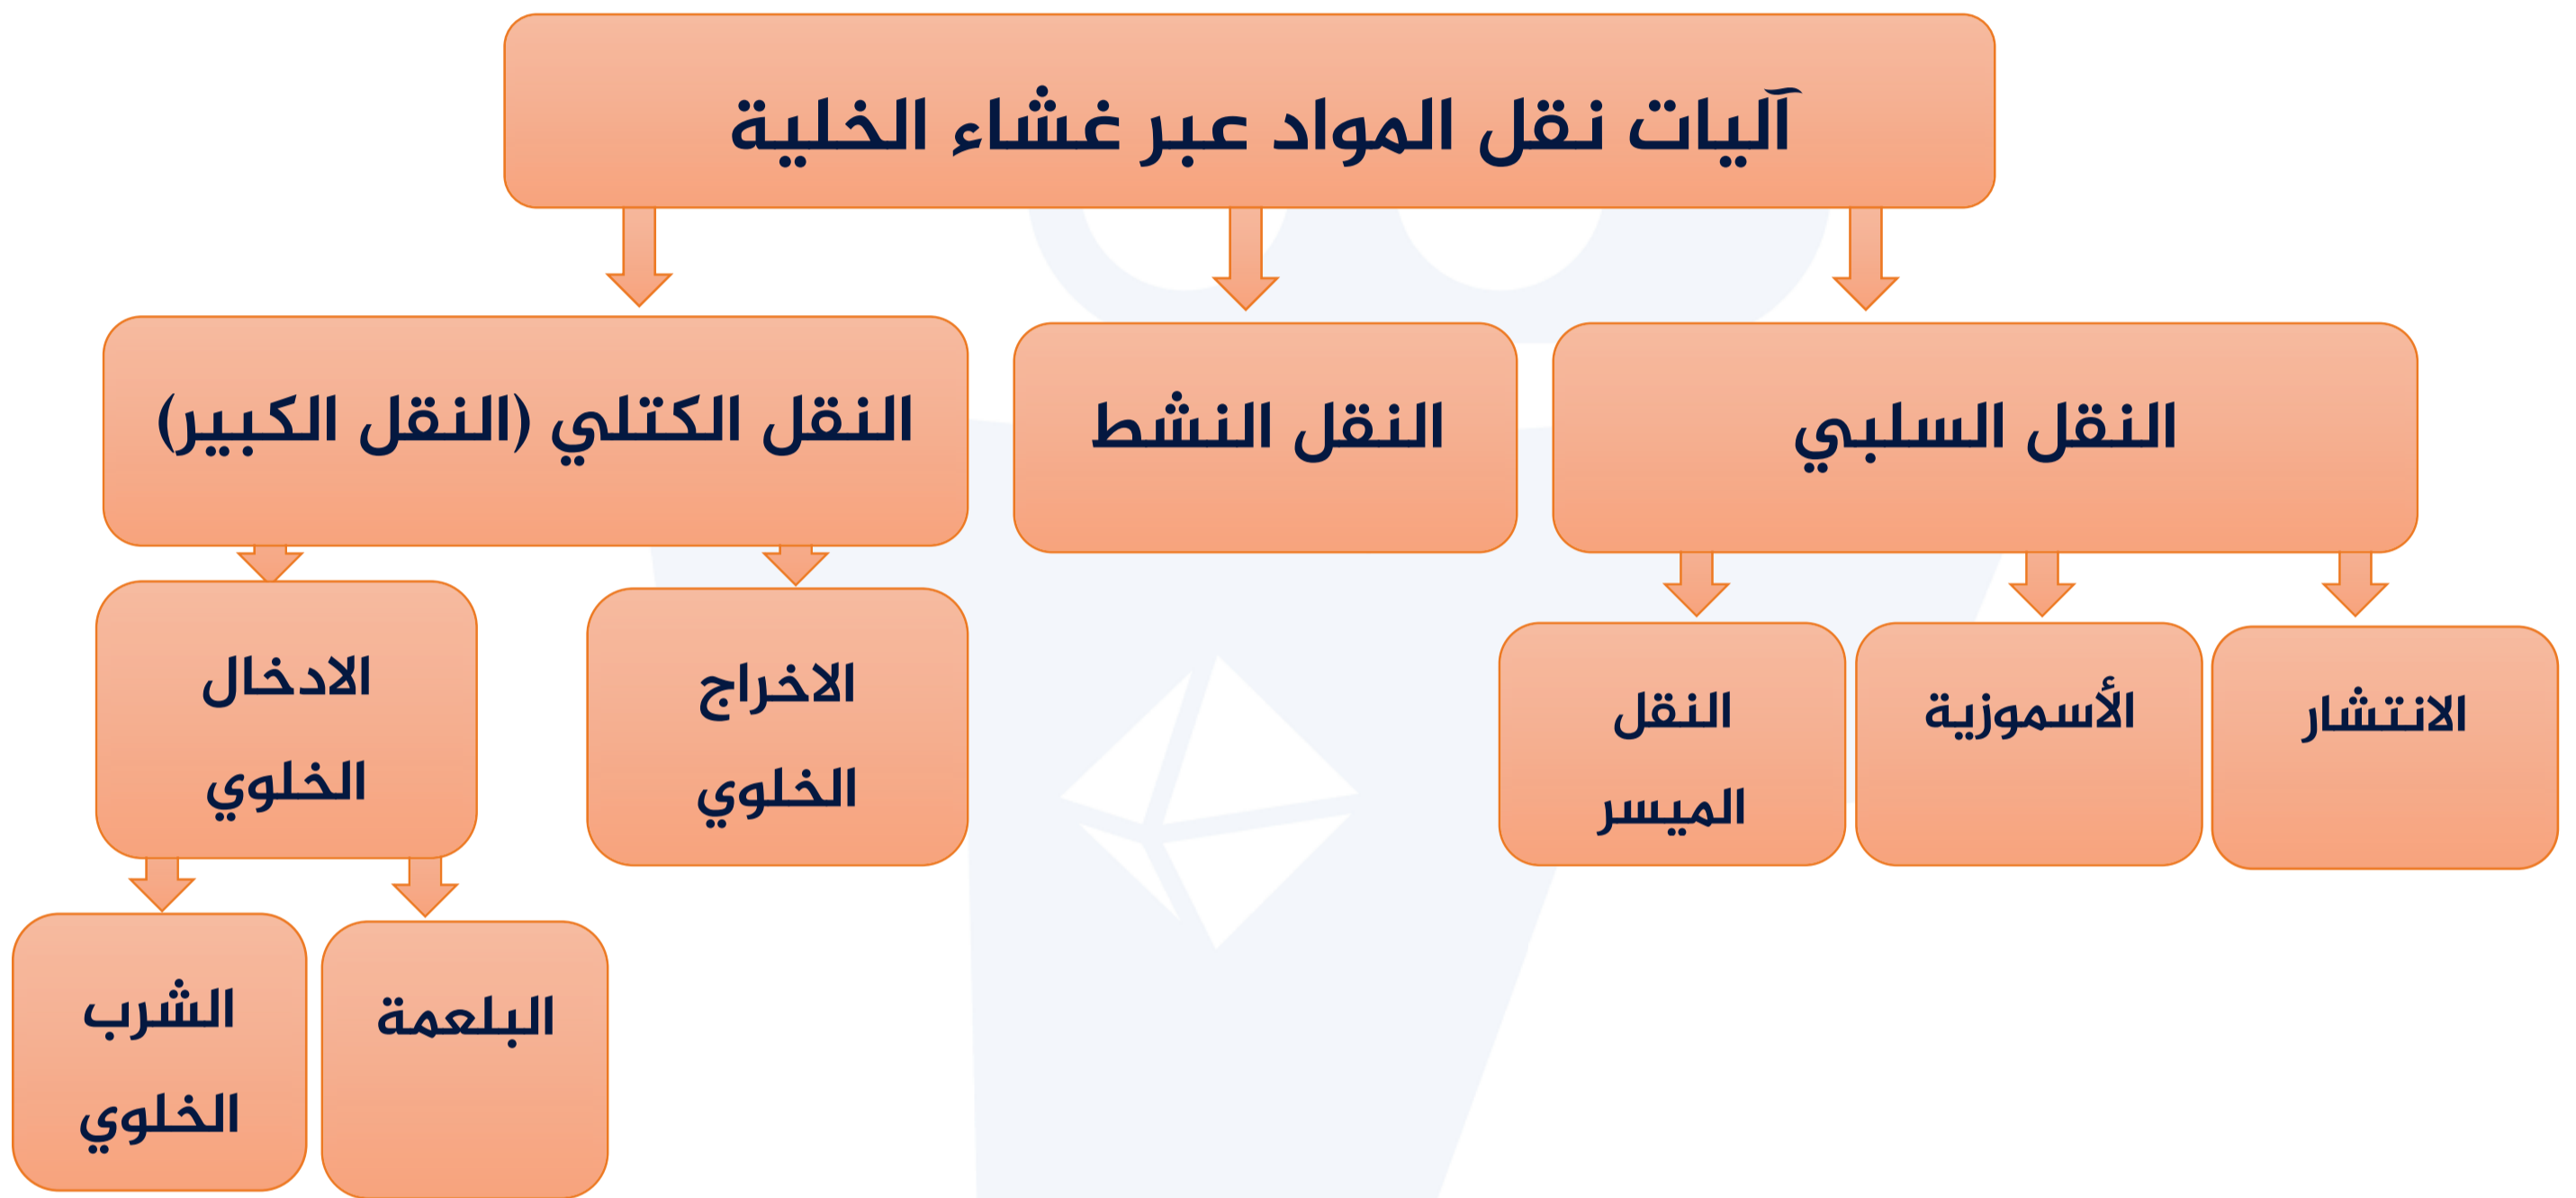 آليات نقل المواد عبر غشاء الخلية
النقل السلبي
النقل النشط
النقل الكتلي (النقل الكبير)
الانتشار
الأسموزية
النقل
الميسر
الاخراج
الخلوي
الادخال
الخلوي
البلعمة
الشرب
الخلوي